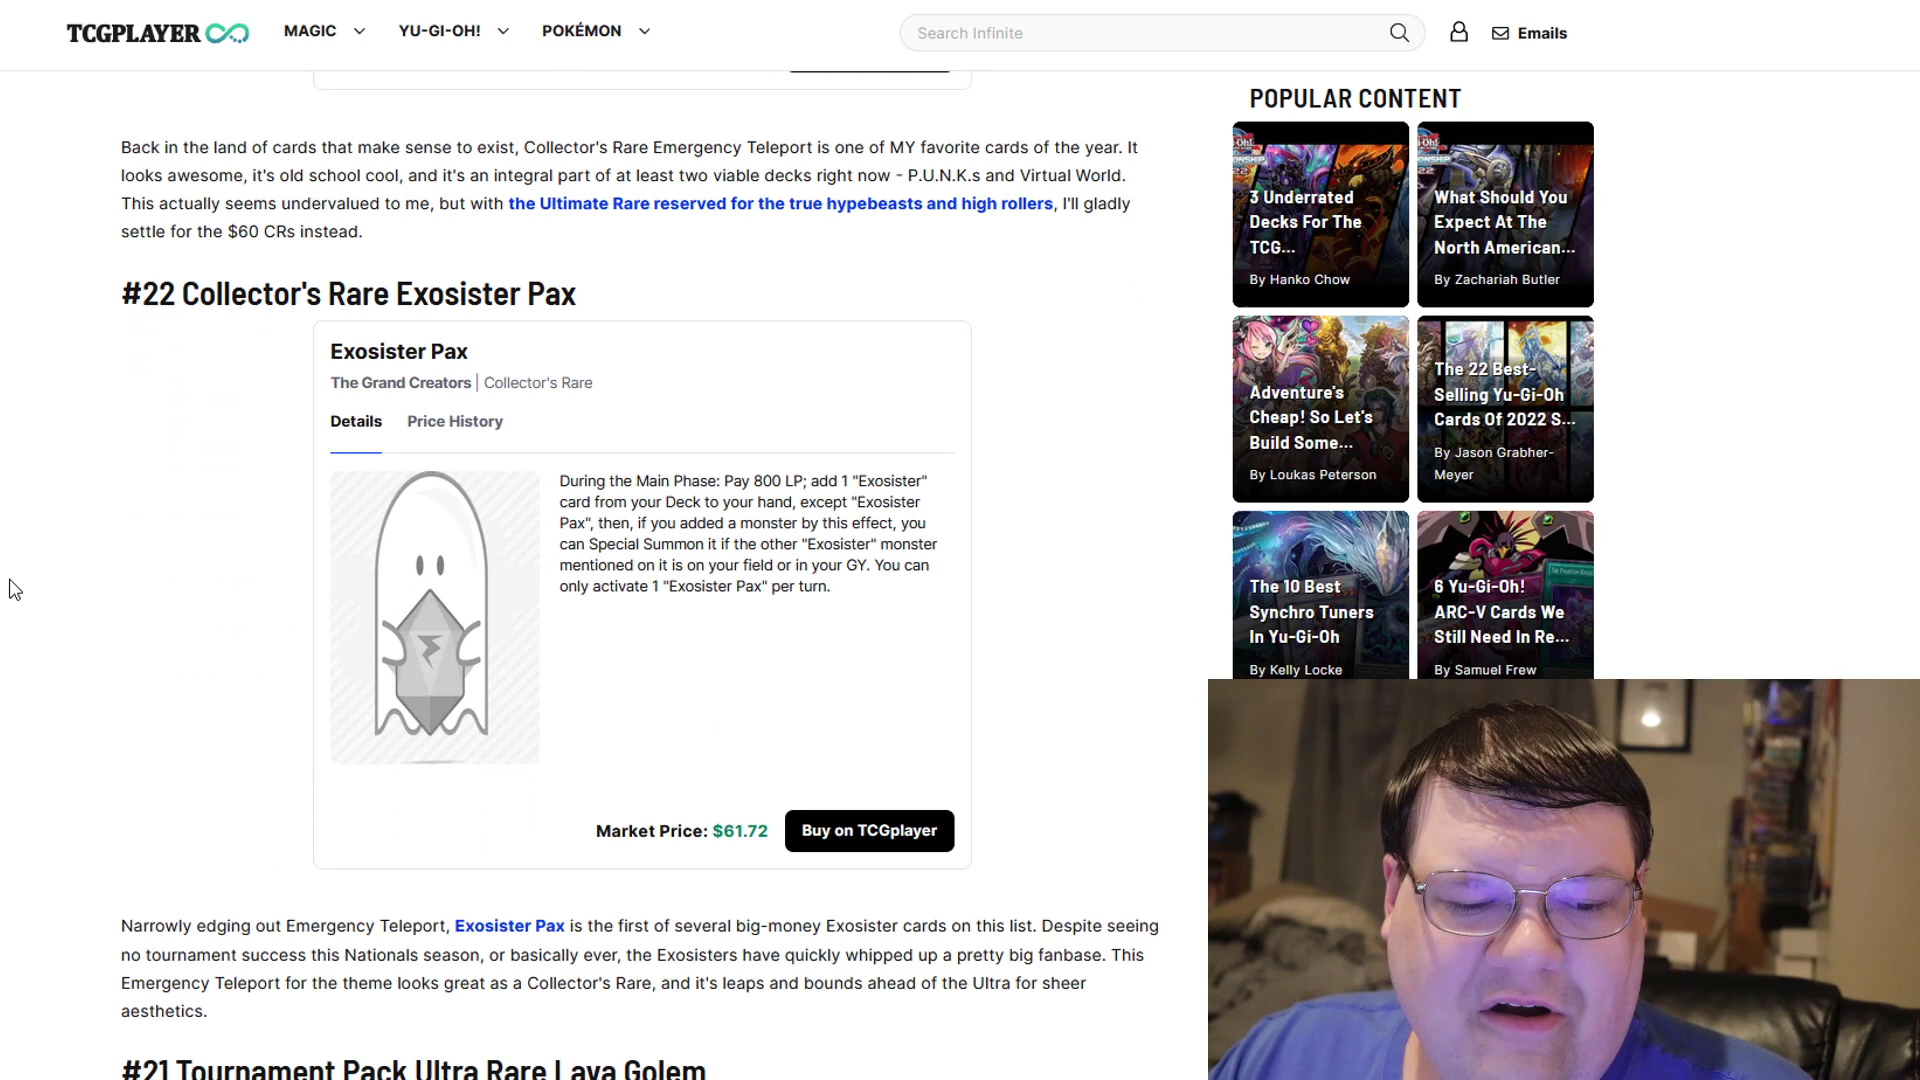 TCGPLAYER
MAGIC
YU-GI-OH!
POKÉMON
Search Infinite
Emails
Back in the land of cards that make sense to exist, Collector's Rare Emergency Teleport is one of MY favorite cards of the year. It
looks awesome, it's old school cool, and it's an integral part of at least two viable decks right now - P.U.N.K.s and Virtual World.
This actually seems undervalued to me, but with the Ultimate Rare reserved for the true hypebeasts and high rollers, I'll gladly
settle for the $60 CRs instead.
#22 Collector's Rare Exosister Pax
Exosister Pax
The Grand Creators | Collector's Rare
Details
Price History
During the Main Phase: Pay 800 LP; add 1 "Exosister"
card from your Deck to your hand, except "Exosister
Pax", then, if you added a monster by this effect, you
can Special Summon it if the other "Exosister" monster
mentioned on it is on your field or in your GY. You can
only activate 1 "Exosister Pax" per turn.
Market Price: $61.72
Buy on TCGplayer
Narrowly edging out Emergency Teleport, Exosister Pax is the first of several big-money Exosister cards on this list. Despite seeing
no tournament success this Nationals season, or basically ever, the Exosisters have quickly whipped up a pretty big fanbase. This
Emergency Teleport for the theme looks great as a Collector's Rare, and it's leaps and bounds ahead of the Ultra for sheer
aesthetics.
#21 Tournament Pack Ultra Rare Lava Golem
POPULAR CONTENT
3 Underrated
Decks For The
TCG...
By Hanko Chow
What Should You
Expect At The
North American...
By Zachariah Butler
Adventure's
Cheap! So Let's
Build Some...
By Loukas Peterson
The 22 Best-
Selling Yu-Gi-Oh
Cards Of 2022 S...
By Jason Grabher-
Meyer
The 10 Best
Synchro Tuners
In Yu-Gi-Oh
By Kelly Locke
6 Yu-Gi-Oh!
ARC-V Cards We
Still Need In Re...
By Samuel Frew